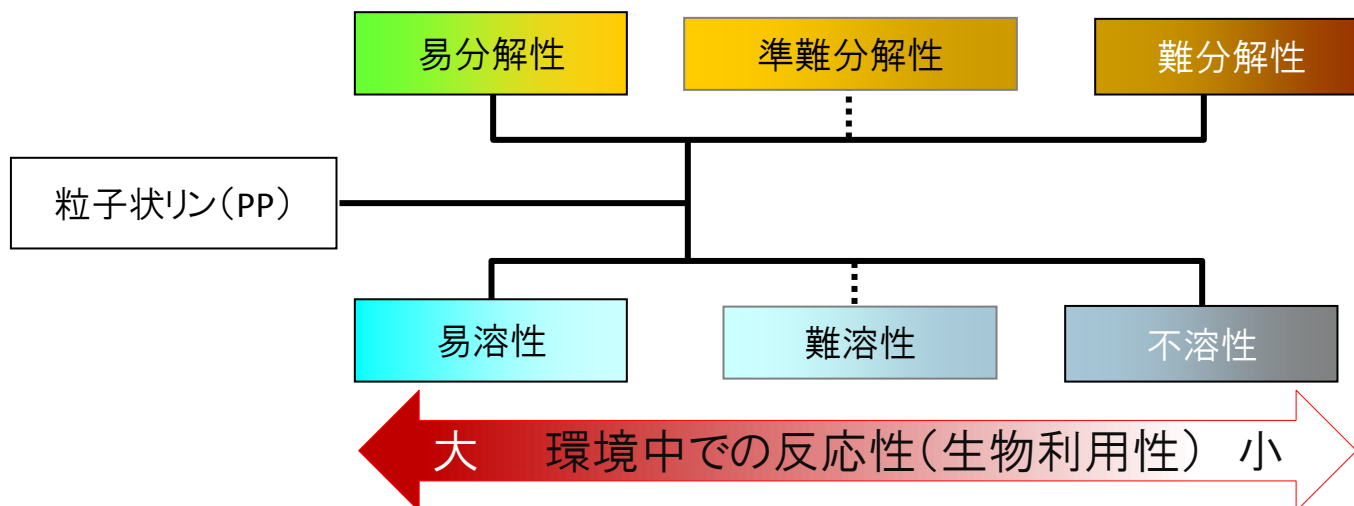 易分解性
準難分解性
難分解性
粒子状リン(PP)
易溶性
難溶性
不溶性
大 環境中での反応性(生物利用性) 小